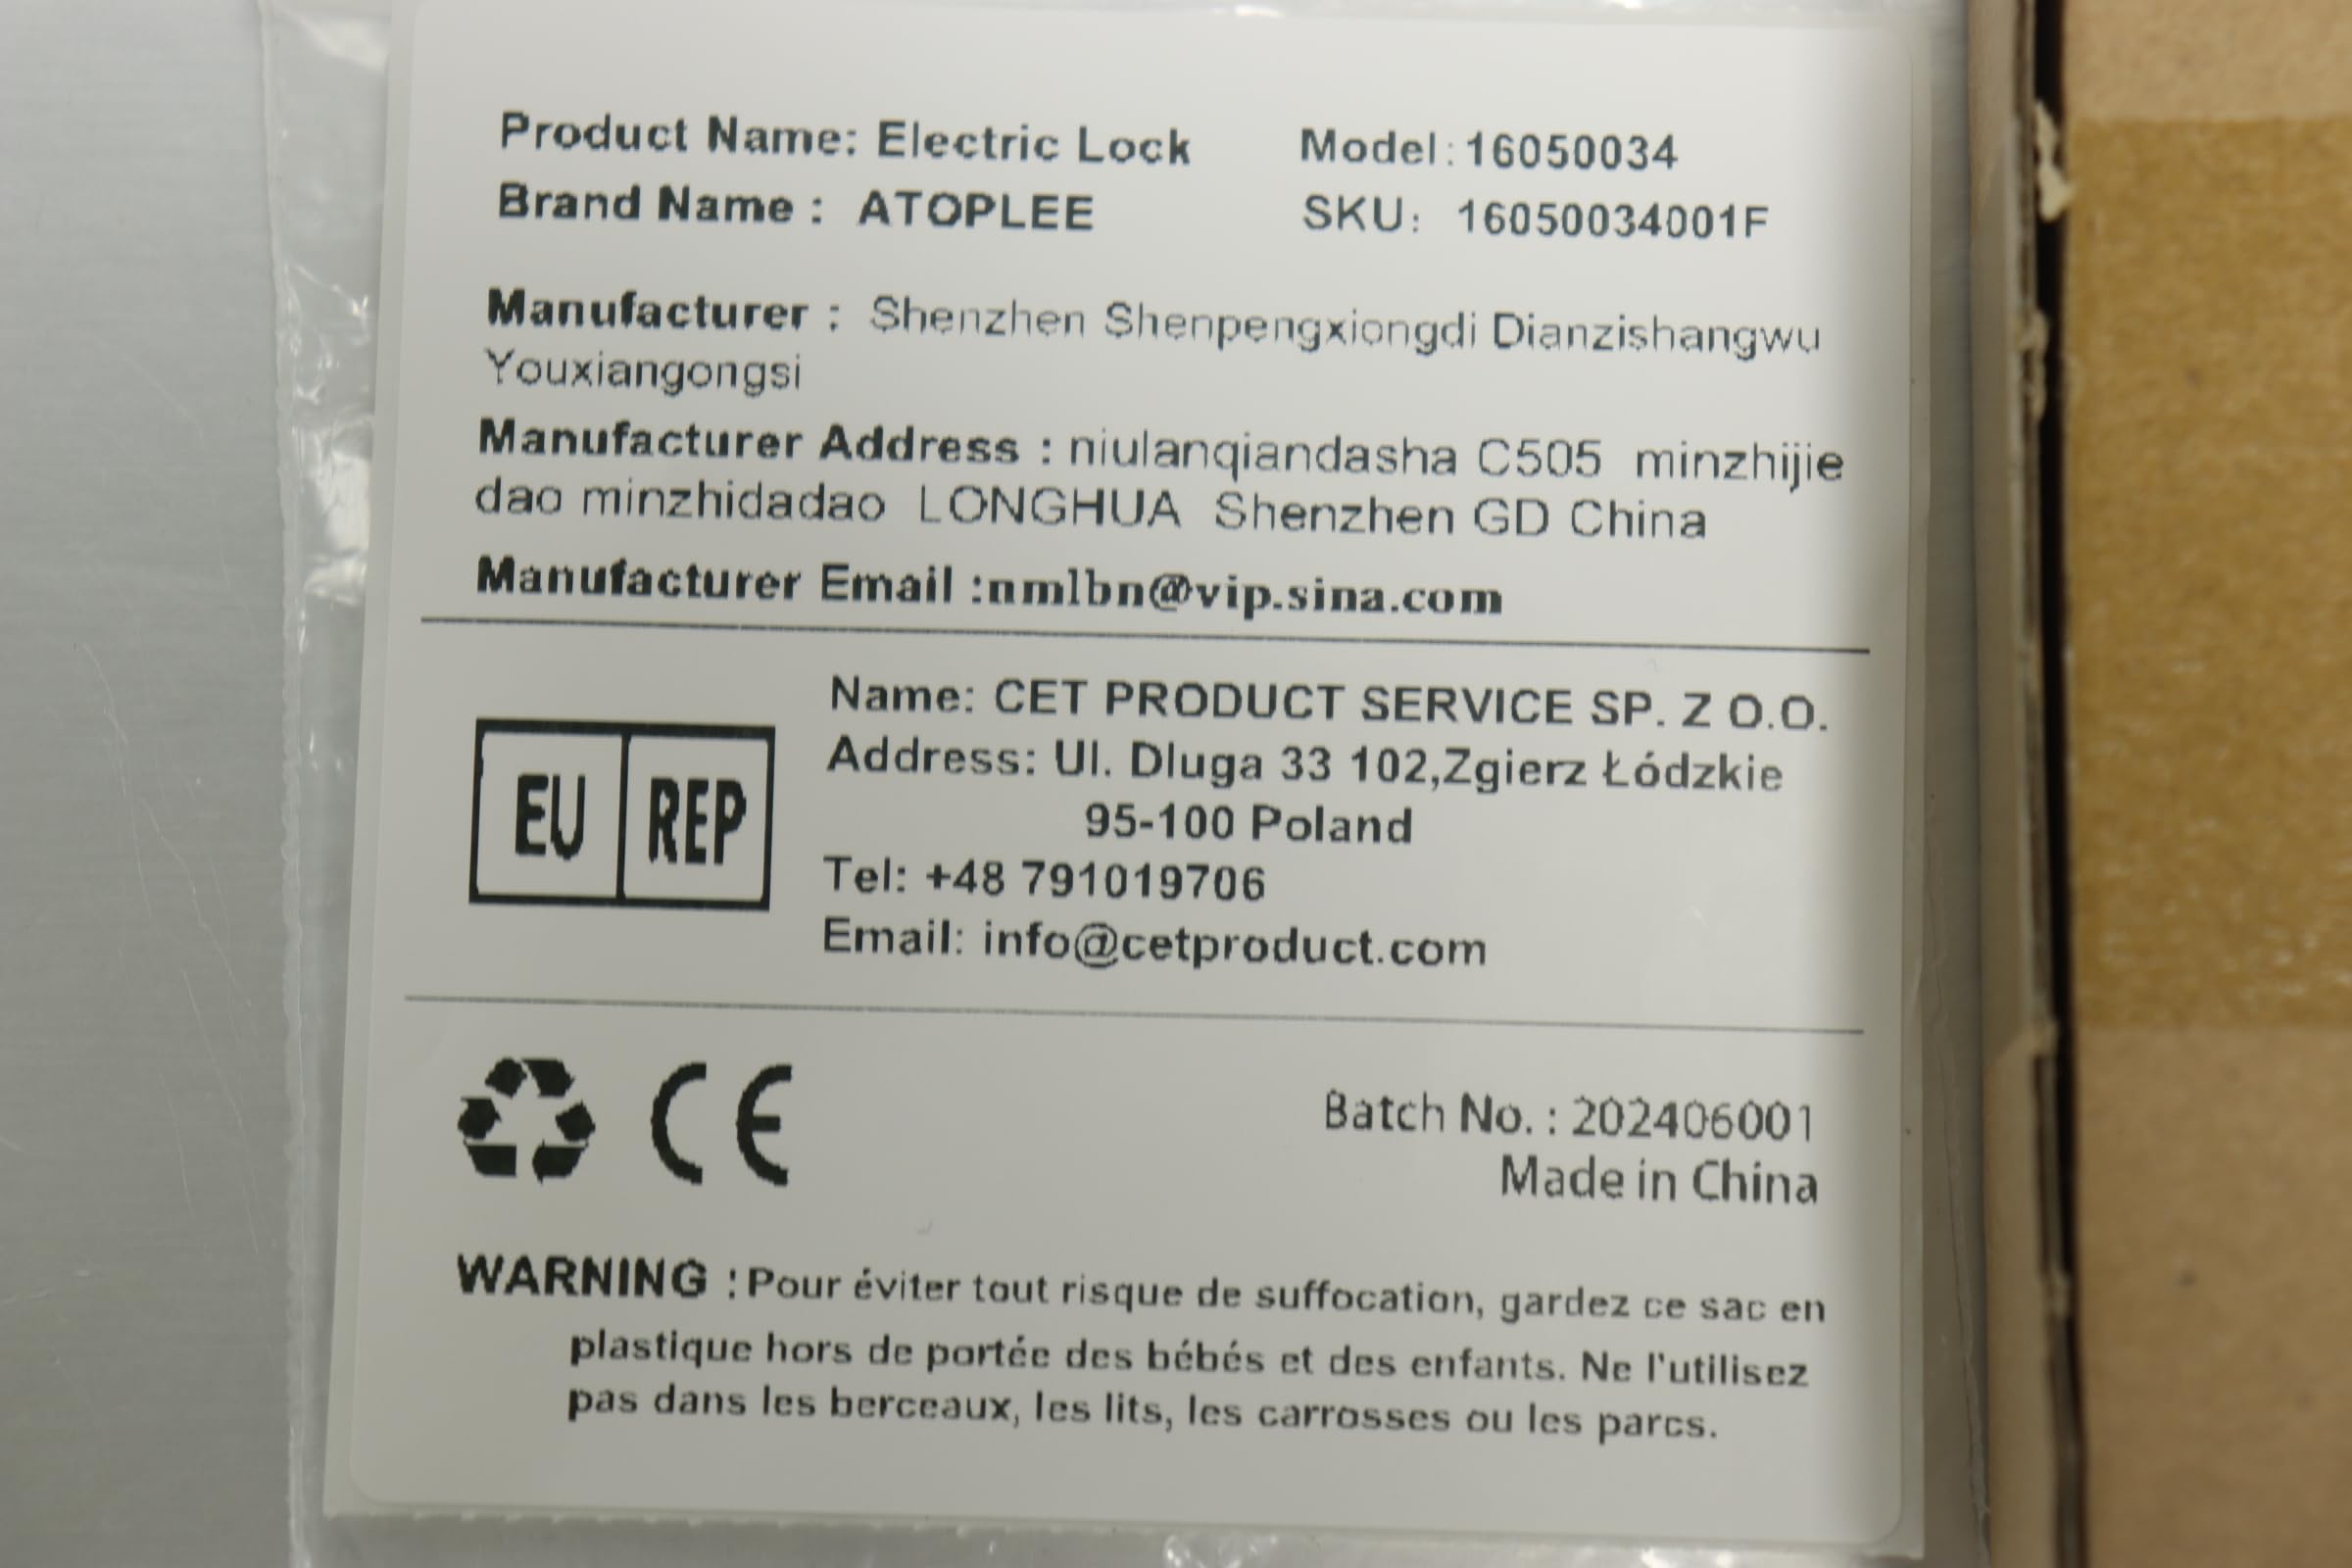 Product Name: Electric Lock Model:16050034
Brand Name : ATOPLEE SKU: 16050034001F
Manufacturer : Shenzhen Shenpengxiongdi Dianzishangwu
Youxiangongsi
Manufacturer Address : niulanqiandasha C505 minzhijie
dao minzhidadao LONGHUA Shenzhen GD China
Manufacturer Email :nmlbn@vip.sina.com
Name: CET PRODUCT SERVICE SP. Z O.O.
Address: Ul. Dluga 33 102,Zgierz Łódzkie
95-100 Poland
EU REP
Tel: +48 791019706
Email: info@cetproduct.com
CE
Batch No. : 202406001
Made in China
WARNING :Pour éviter tout risque de suffocation, gardez ce sac en
plastique hors de portée des bébés et des enfants. Ne l'utilisez
pas dans les berceaux, les lits, les carrosses ou les parcs.